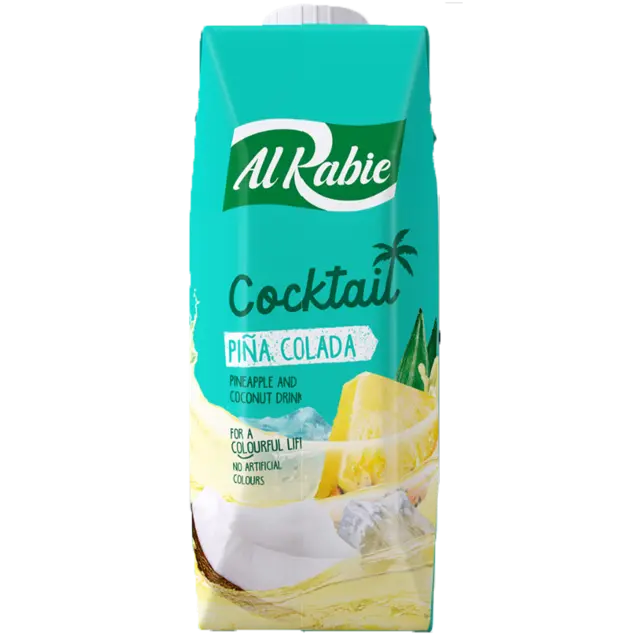 Al Rabie
Cocktail
PIÑA COLADA
PINEAPPLE AND
COCONUT DRINK
FOR A
COLOURFUL LIFE
NO ARTIFICIAL
COLOURS